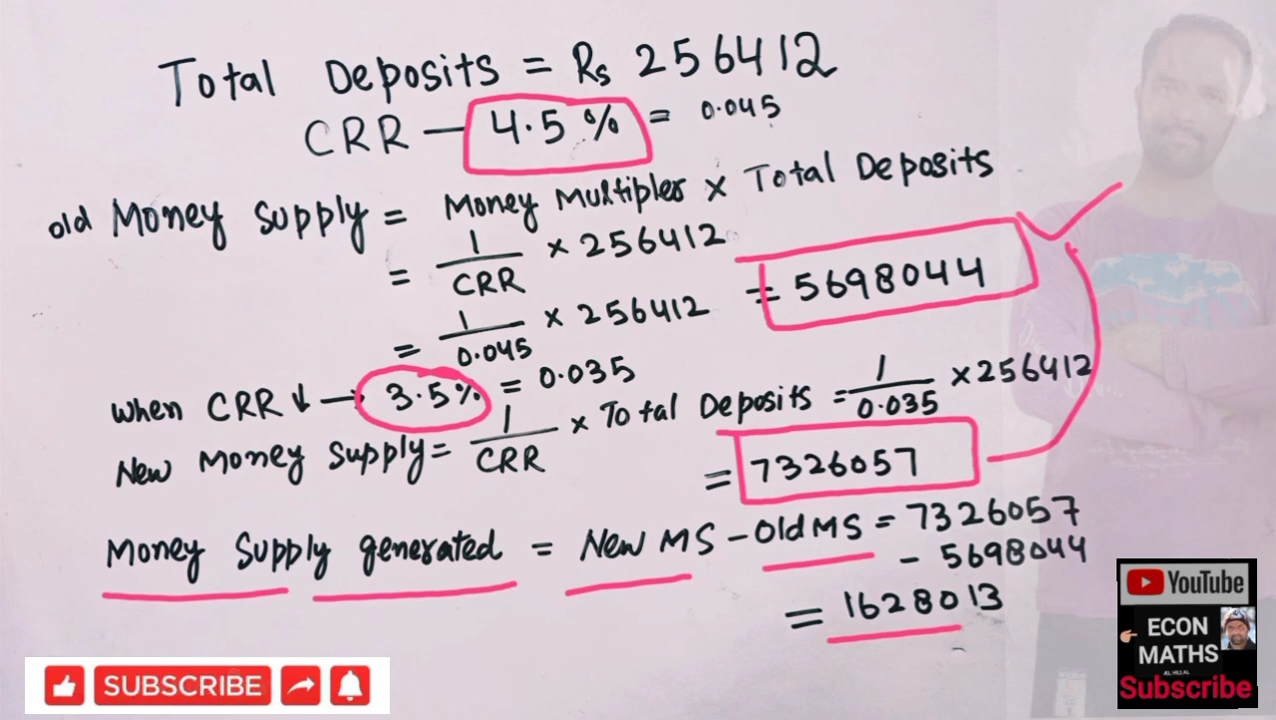 Total Deposits = Rs 256412
CRR — 4.5% = 0.045
old Money Supply = Money Multipler × Total Deposits
= 1/CRR × 256412
= 1/0.045 × 256412 = 5698044
when CRR ↓ → 3.5% = 0.035
New Money Supply = 1/CRR × Total Deposits = 1/0.035 × 256412
= 7326057
Money Supply generated = New MS - Old MS = 7326057
- 5698044
= 1628013
SUBSCRIBE
YouTube
ECON
MATHS
Subscribe